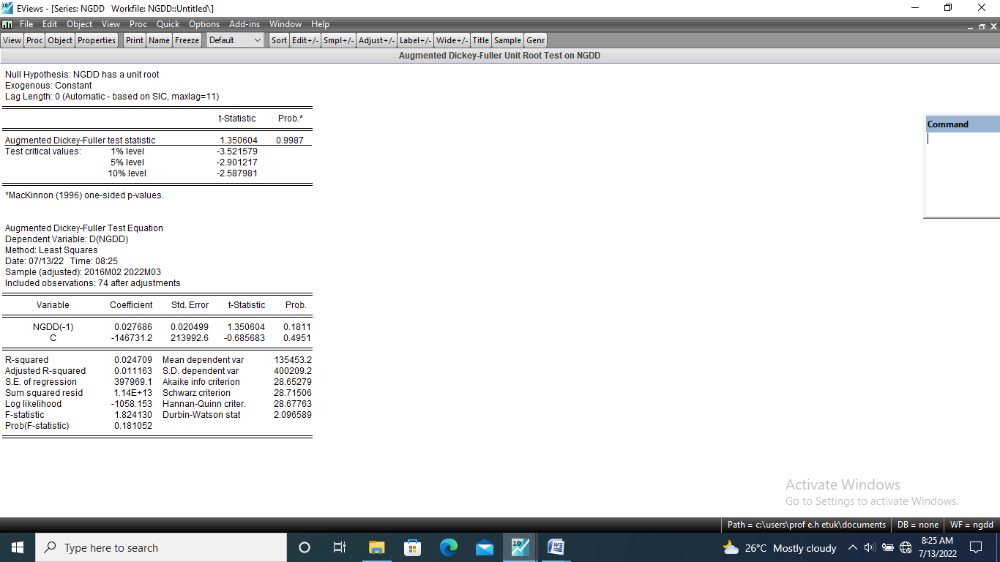 EViews - [Series: NGDD Workfile: NGDD::Untitled\]
File Edit Object View Proc Quick Options Add-ins Window Help
View Proc Object Properties Print Name Freeze Default Sort Edit+/- Smpl+/- Adjust+/- Label+/- Wide+/- Title Sample Genr
Augmented Dickey-Fuller Unit Root Test on NGDD
Null Hypothesis: NGDD has a unit root
Exogenous: Constant
Lag Length: 0 (Automatic - based on SIC, maxlag=11)
t-Statistic Prob.*
Augmented Dickey-Fuller test statistic 1.350604 0.9987
Test critical values: 1% level -3.521579
5% level -2.901217
10% level -2.587981
*MacKinnon (1996) one-sided p-values.
Augmented Dickey-Fuller Test Equation
Dependent Variable: D(NGDD)
Method: Least Squares
Date: 07/13/22 Time: 08:25
Sample (adjusted): 2016M02 2022M03
Included observations: 74 after adjustments
Variable Coefficient Std. Error t-Statistic Prob.
NGDD(-1) 0.027686 0.020499 1.350604 0.1811
C -146731.2 213992.6 -0.685683 0.4951
R-squared 0.024709 Mean dependent var 135453.2
Adjusted R-squared 0.011163 S.D. dependent var 400209.2
S.E. of regression 397969.1 Akaike info criterion 28.65279
Sum squared resid 1.14E+13 Schwarz criterion 28.71506
Log likelihood -1058.153 Hannan-Quinn criter. 28.67763
F-statistic 1.824130 Durbin-Watson stat 2.096589
Prob(F-statistic) 0.181052
Command
Activate Windows
Go to Settings to activate Windows.
Path = c:\users\prof e.h etuk\documents DB = none WF = ngdd
Type here to search
10
26°C Mostly cloudy
8:25 AM
7/13/2022